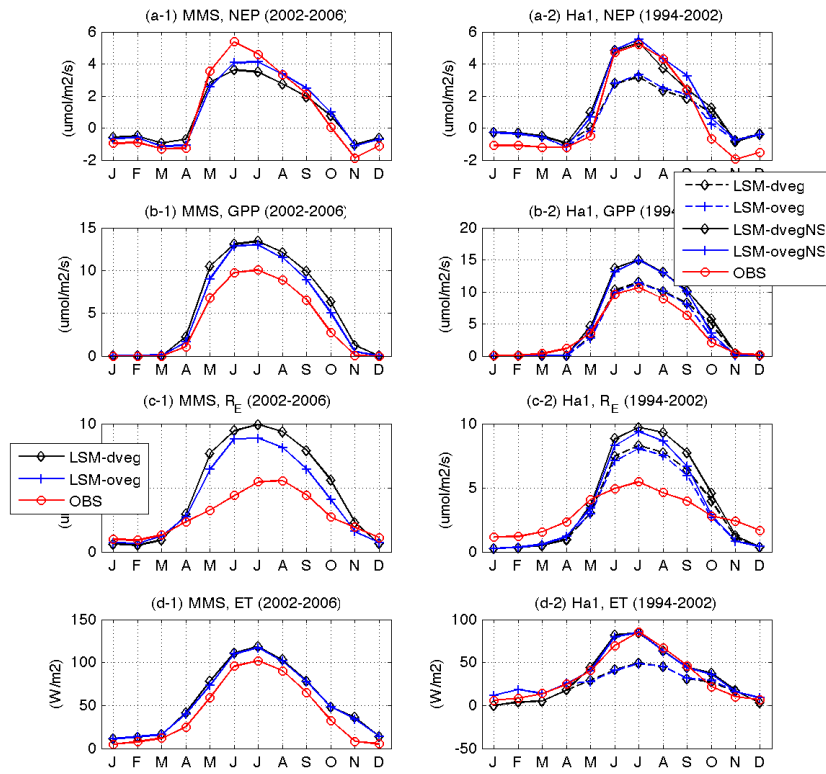 (a-1) MMS, NEP (2002-2006)
(umol/m2/s)
6
4
2
0
-2
J F M A M J J A S O N D
(a-2) Ha1, NEP (1994-2002)
(umol/m2/s)
6
4
2
0
-2
J F M A M J J A S O N D
LSM-dveg
LSM-oveg
LSM-dvegNS
LSM-ovegNS
OBS
(b-1) MMS, GPP (2002-2006)
(umol/m2/s)
15
10
5
0
J F M A M J J A S O N D
(b-2) Ha1, GPP (1994
(umol/m2/s)
20
15
10
5
0
J F M A M J J A S O N D
(c-1) MMS, R_E (2002-2006)
10
0
J F M A M J J A S O N D
LSM-dveg
LSM-oveg
OBS
(c-2) Ha1, R_E (1994-2002)
(umol/m2/s)
10
5
0
J F M A M J J A S O N D
(d-1) MMS, ET (2002-2006)
(W/m2)
150
100
50
0
J F M A M J J A S O N D
(d-2) Ha1, ET (1994-2002)
(W/m2)
100
50
0
-50
J F M A M J J A S O N D